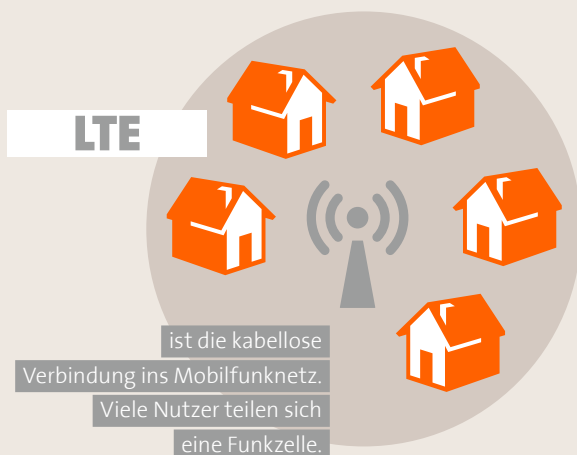 LTE
ist die kabellose
Verbindung ins Mobilfunknetz.
Viele Nutzer teilen sich
eine Funkzelle.